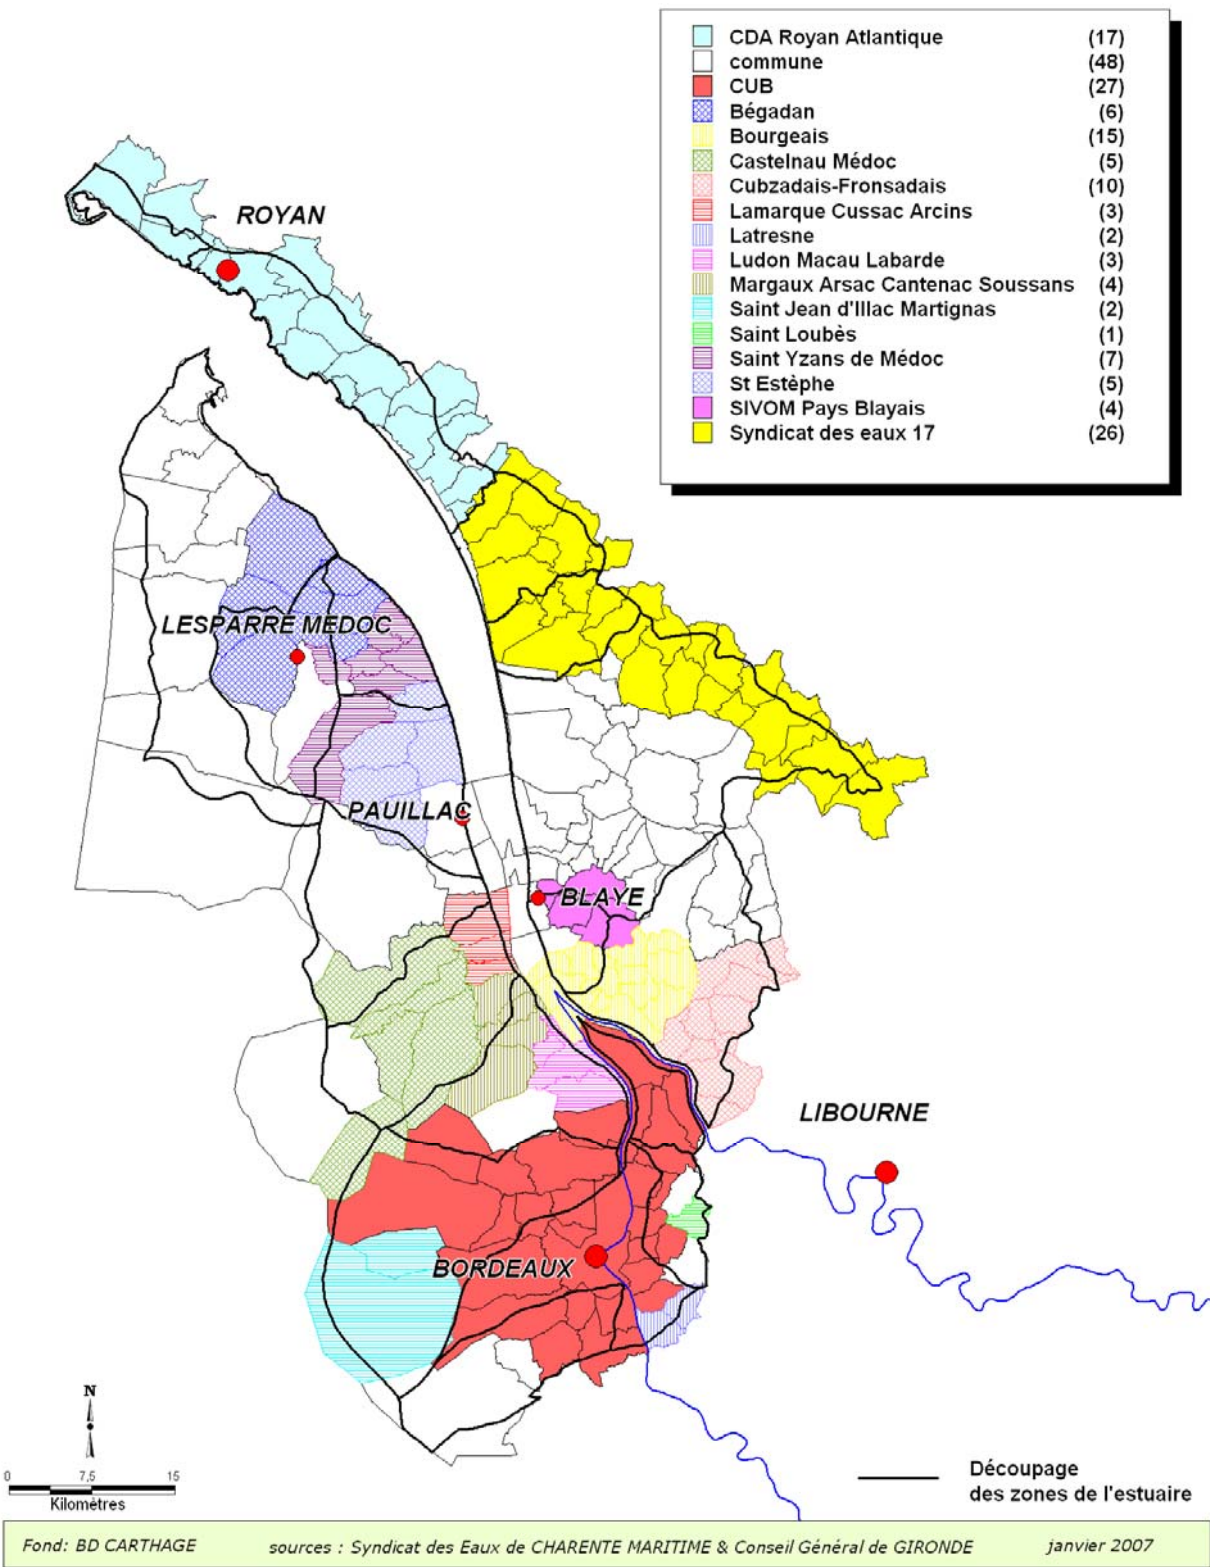 CDA Royan Atlantique (17)
commune (48)
CUB (27)
Bégadan (6)
Bourgeais (15)
Castelnau Médoc (5)
Cubzadais-Fronsadais (10)
Lamarque Cussac Arcins (3)
Latresne (2)
Ludon Macau Labarde (3)
Margaux Arsac Cantenac Soussans (4)
Saint Jean d'Illac Martignas (2)
Saint Loubès (1)
Saint Yzans de Médoc (7)
St Estèphe (5)
SIVOM Pays Blayais (4)
Syndicat des eaux 17 (26)
ROYAN
LESPARRE MEDOC
PAUILLAC
BLAYE
LIBOURNE
BORDEAUX
N
0 7,5 15
Kilomètres
Découpage
des zones de l'estuaire
Fond: BD CARTHAGE sources : Syndicat des Eaux de CHARENTE MARITIME & Conseil Général de GIRONDE janvier 2007